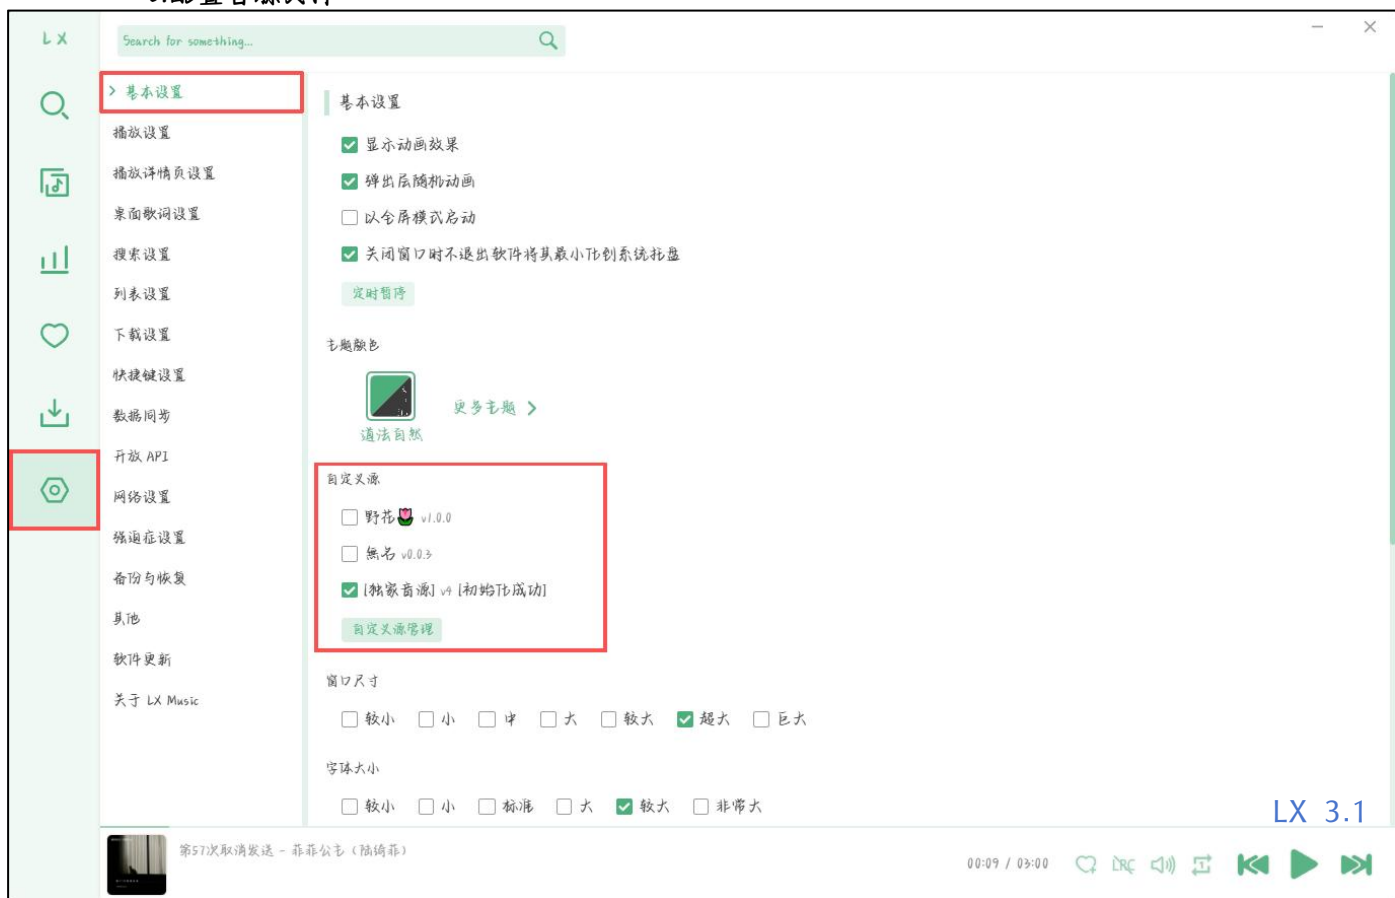 LX
Search for something...
> 基本设置
播放设置
播放详情页设置
桌面歌词设置
搜索设置
列表设置
下载设置
快捷键设置
数据同步
开放 API
网络设置
强迫症设置
备份与恢复
其他
软件更新
关于 LX Music
基本设置
显示动画效果
弹出层随机动画
以全屏模式启动
关闭窗口时不退出软件将其最小化到系统托盘
定时暂停
主题颜色
更多主题 >
道法自然
自定义源
野花 v1.0.0
無名 v0.0.3
[独家音源] v4 [初始化成功]
自定义源管理
窗口尺寸
较小 小 中 大 较大 超大 巨大
字体大小
较小 小 标准 大 较大 非常大
LX 3.1
第57次取消发送 - 菲菲公主（陆绮菲）
00:09 / 03:00 LRC